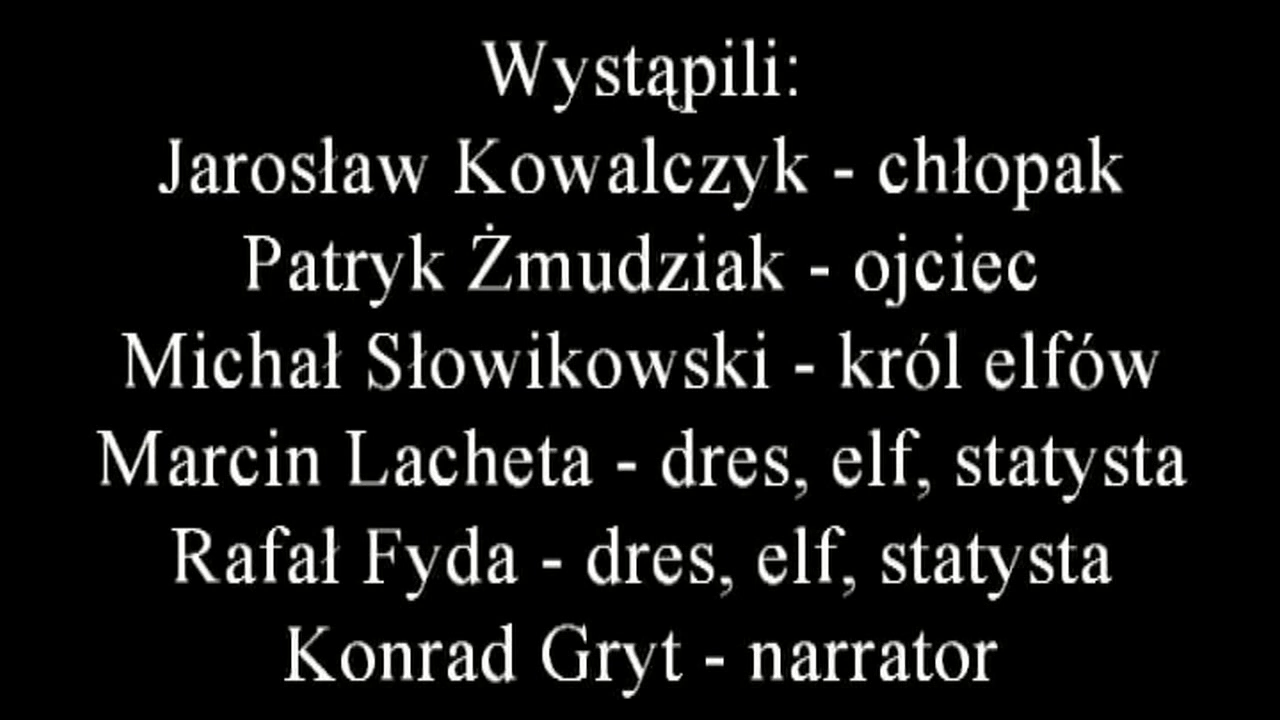 Wystąpili:
Jarosław Kowalczyk - chłopak
Patryk Żmudziak - ojciec
Michał Słowikowski - król elfów
Marcin Lacheta - dres, elf, statysta
Rafał Fyda - dres, elf, statysta
Konrad Gryt - narrator